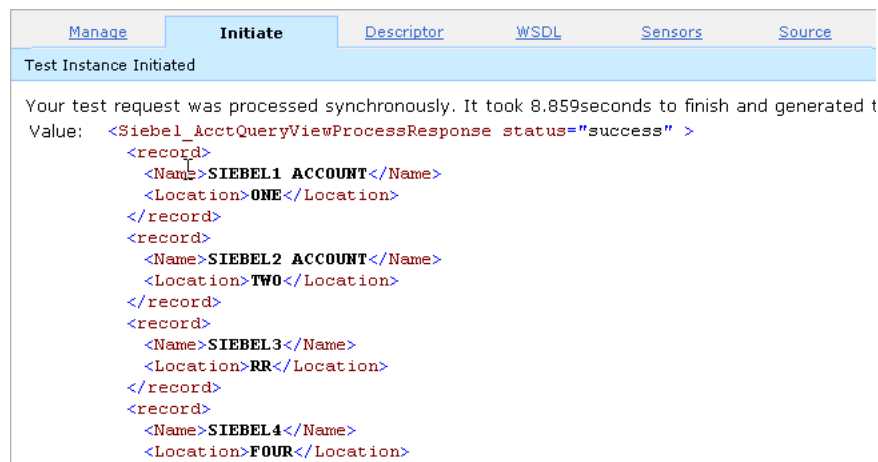 Manage Initiate Descriptor WSDL Sensors Source
Test Instance Initiated
Your test request was processed synchronously. It took 8.859seconds to finish and generated
Value: <Siebel_AcctQueryViewProcessResponse status="success" >
<record>
<Name>SIEBEL1 ACCOUNT</Name>
<Location>ONE</Location>
</record>
<record>
<Name>SIEBEL2 ACCOUNT</Name>
<Location>TWO</Location>
</record>
<record>
<Name>SIEBEL3</Name>
<Location>RR</Location>
</record>
<record>
<Name>SIEBEL4</Name>
<Location>FOUR</Location>